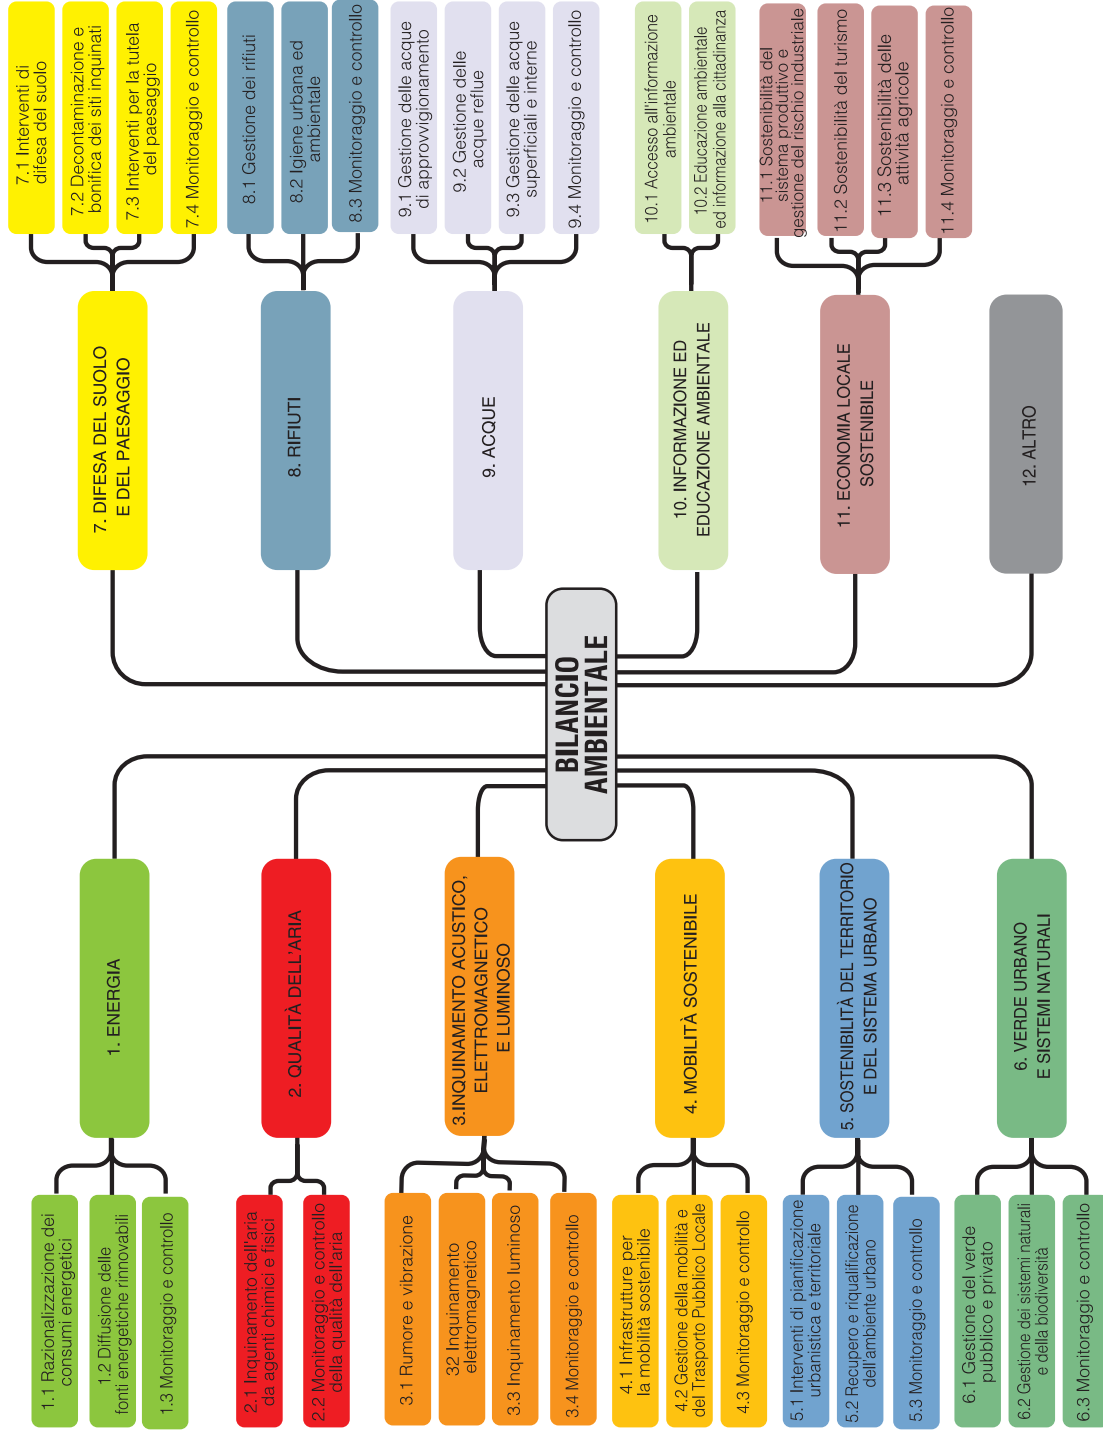 BILANCIO
AMBIENTALE
1. ENERGIA
1.1 Razionalizzazione dei
consumi energetici
1.2 Diffusione delle
fonti energetiche rinnovabili
1.3 Monitoraggio e controllo
2. QUALITÀ DELL'ARIA
2.1 Inquinamento dell'aria
da agenti chimici e fisici
2.2 Monitoraggio e controllo
della qualità dell'aria
3.INQUINAMENTO ACUSTICO,
ELETTROMAGNETICO
E LUMINOSO
3.1 Rumore e vibrazione
32 Inquinamento
elettromagnetico
3.3 Inquinamento luminoso
3.4 Monitoraggio e controllo
4. MOBILITÀ SOSTENIBILE
4.1 Infrastrutture per
la mobilità sostenibile
4.2 Gestione della mobilità e
del Trasporto Pubblico Locale
4.3 Monitoraggio e controllo
5. SOSTENIBILITÀ DEL TERRITORIO
E DEL SISTEMA URBANO
5.1 Interventi di pianificazione
urbanistica e territoriale
5.2 Recupero e riqualificazione
dell'ambiente urbano
5.3 Monitoraggio e controllo
6. VERDE URBANO
E SISTEMI NATURALI
6.1 Gestione del verde
pubblico e privato
6.2 Gestione dei sistemi naturali
e della biodiversità
6.3 Monitoraggio e controllo
7. DIFESA DEL SUOLO
E DEL PAESAGGIO
7.1 Interventi di
difesa del suolo
7.2 Decontaminazione e
bonifica dei siti inquinati
7.3 Interventi per la tutela
del paesaggio
7.4 Monitoraggio e controllo
8. RIFIUTI
8.1 Gestione dei rifiuti
8.2 Igiene urbana ed
ambientale
8.3 Monitoraggio e controllo
9. ACQUE
9.1 Gestione delle acque
di approvvigionamento
9.2 Gestione delle
acque reflue
9.3 Gestione delle acque
superficiali e interne
9.4 Monitoraggio e controllo
10. INFORMAZIONE ED
EDUCAZIONE AMBIENTALE
10.1 Accesso all'informazione
ambientale
10.2 Educazione ambientale
ed informazione alla cittadinanza
11. ECONOMIA LOCALE
SOSTENIBILE
11.1 Sostenibilità del
sistema produttivo e
gestione del rischio industriale
11.2 Sostenibilità del turismo
11.3 Sostenibilità delle
attività agricole
11.4 Monitoraggio e controllo
12. ALTRO